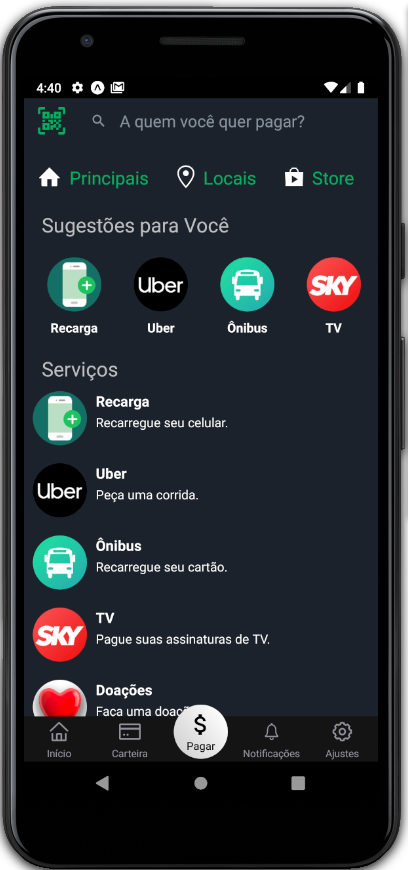 4:40
A quem você quer pagar?
Principais Locais Store
Sugestões para Você
Uber SKY
Recarga Uber Ônibus TV
Serviços
Recarga
Recarregue seu celular.
Uber
Uber
Peça uma corrida.
Ônibus
Recarregue seu cartão.
SKY
TV
Pague suas assinaturas de TV.
Doações
Faça uma
$
Início Carteira Pagar Notificações Ajustes